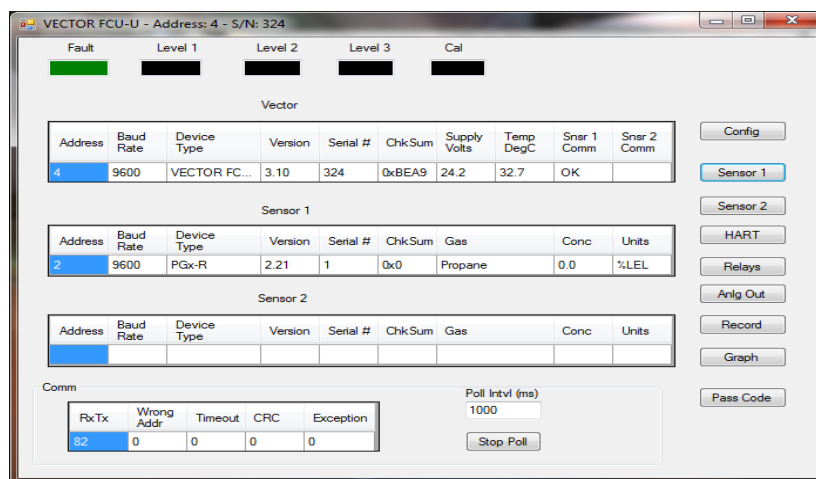 VECTOR FCU-U - Address: 4 - S/N: 324
Fault Level 1 Level 2 Level 3 Cal
Vector
Address Baud Rate Device Type Version Serial # ChkSum Supply Volts Temp DegC Snsr 1 Comm Snsr 2 Comm
4 9600 VECTOR FC... 3.10 324 0xBEA9 24.2 32.7 OK
Config
Sensor 1
Sensor 1
Address Baud Rate Device Type Version Serial # ChkSum Gas Conc Units
2 9600 PGx-R 2.21 1 0x0 Propane 0.0 %LEL
Sensor 2
HART
Relays
Sensor 2
Address Baud Rate Device Type Version Serial # ChkSum Gas Conc Units
Anlg Out
Record
Graph
Comm
RxTx Wrong Addr Timeout CRC Exception
82 0 0 0 0
Poll Intvl (ms)
1000
Stop Poll
Pass Code